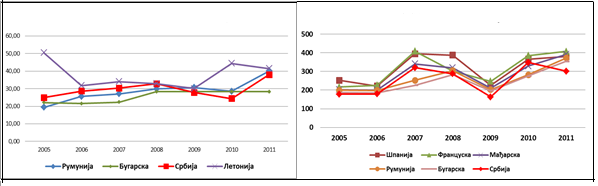 60,00
50,00
40,00
30,00
20,00
10,00
0,00
2005 2006 2007 2008 2009 2010 2011
Румунија Бугарска Србија Летонија
500
400
300
200
100
0
2005 2006 2007 2008 2009 2010 2011
Шпанија Француска Мађарска
Румунија Бугарска Србија